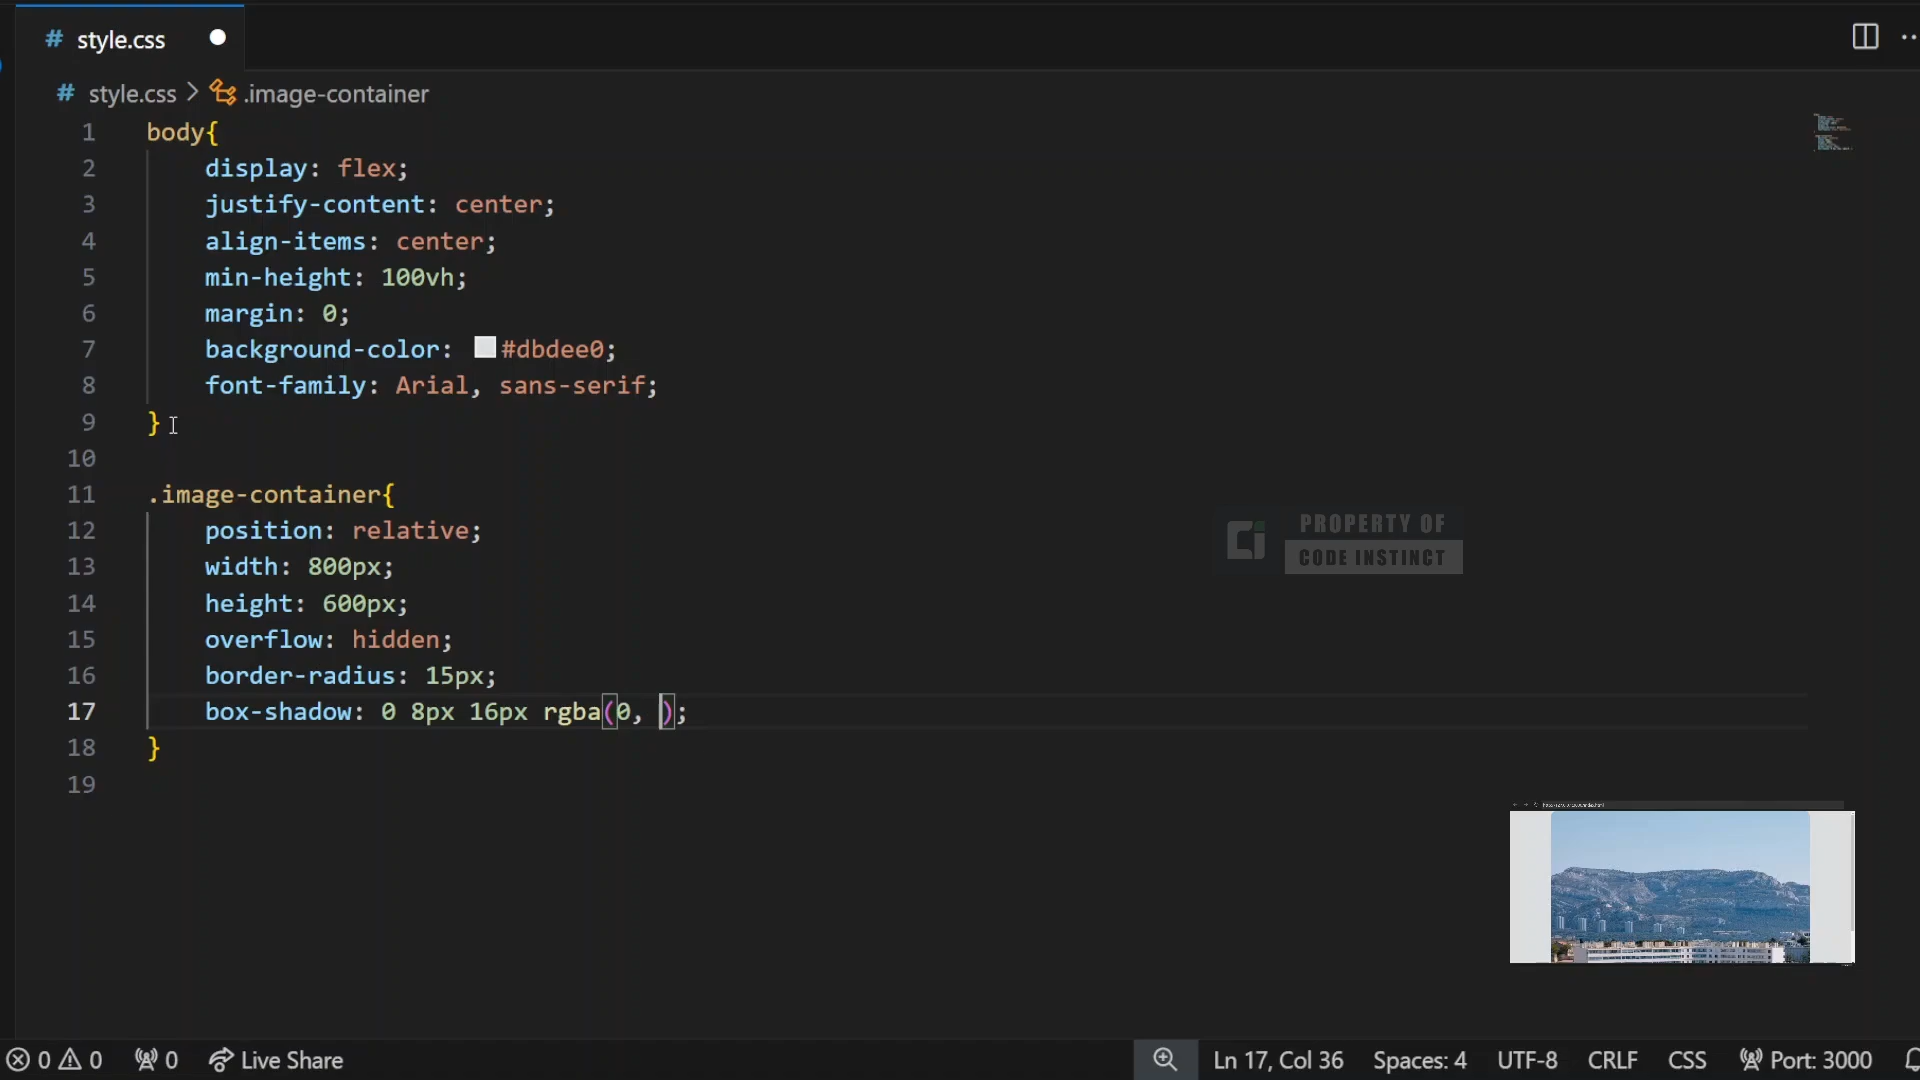 # style.css
# style.css > .image-container
1 body{
2 display: flex;
3 justify-content: center;
4 align-items: center;
5 min-height: 100vh;
6 margin: 0;
7 background-color: #dbdee0;
8 font-family: Arial, sans-serif;
9 }
10
11 .image-container{
12 position: relative;
13 width: 800px;
14 height: 600px;
15 overflow: hidden;
16 border-radius: 15px;
17 box-shadow: 0 8px 16px rgba(0, );
18 }
19
Ci PROPERTY OF
CODE INSTINCT
0 0 0 Live Share Ln 17, Col 36 Spaces: 4 UTF-8 CRLF CSS Port: 3000